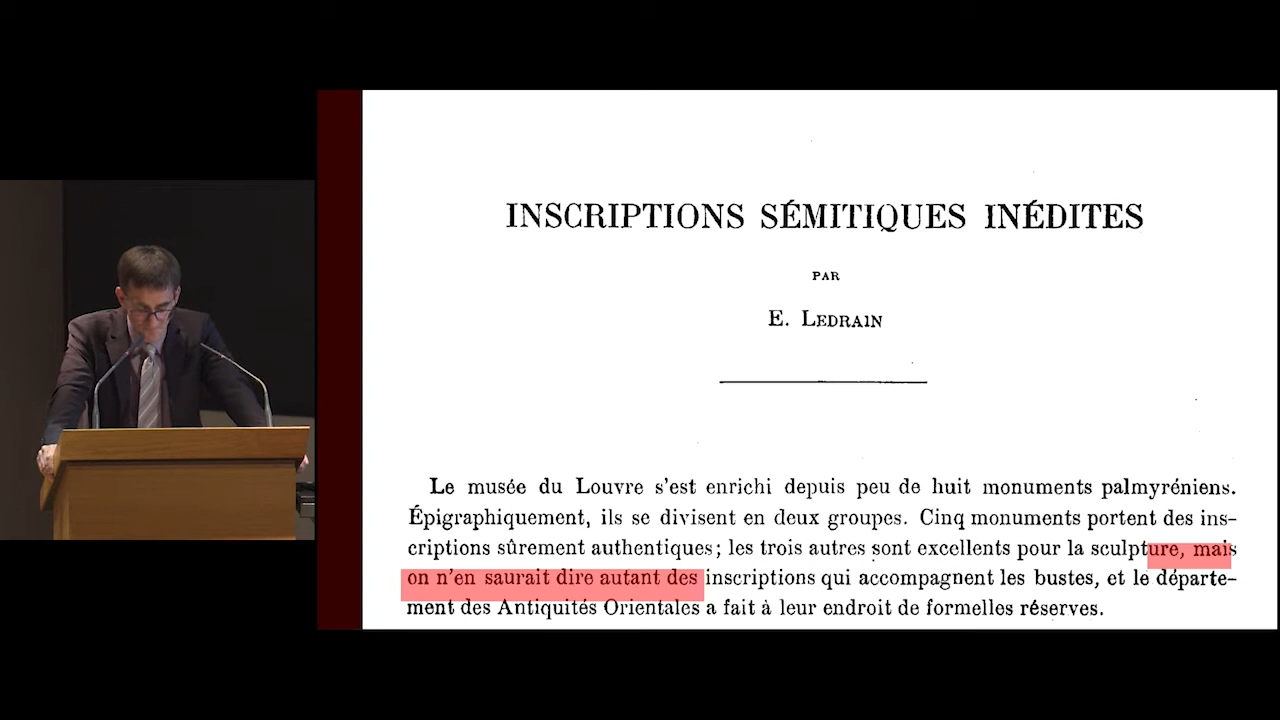 INSCRIPTIONS SÉMITIQUES INÉDITES
PAR
E. LEDRAIN
Le musée du Louvre s'est enrichi depuis peu de huit monuments palmyréniens.
Épigraphiquement, ils se divisent en deux groupes. Cinq monuments portent des ins-
criptions sûrement authentiques; les trois autres sont excellents pour la sculpture, mais
on n'en saurait dire autant des inscriptions qui accompagnent les bustes, et le départe-
ment des Antiquités Orientales a fait à leur endroit de formelles réserves.